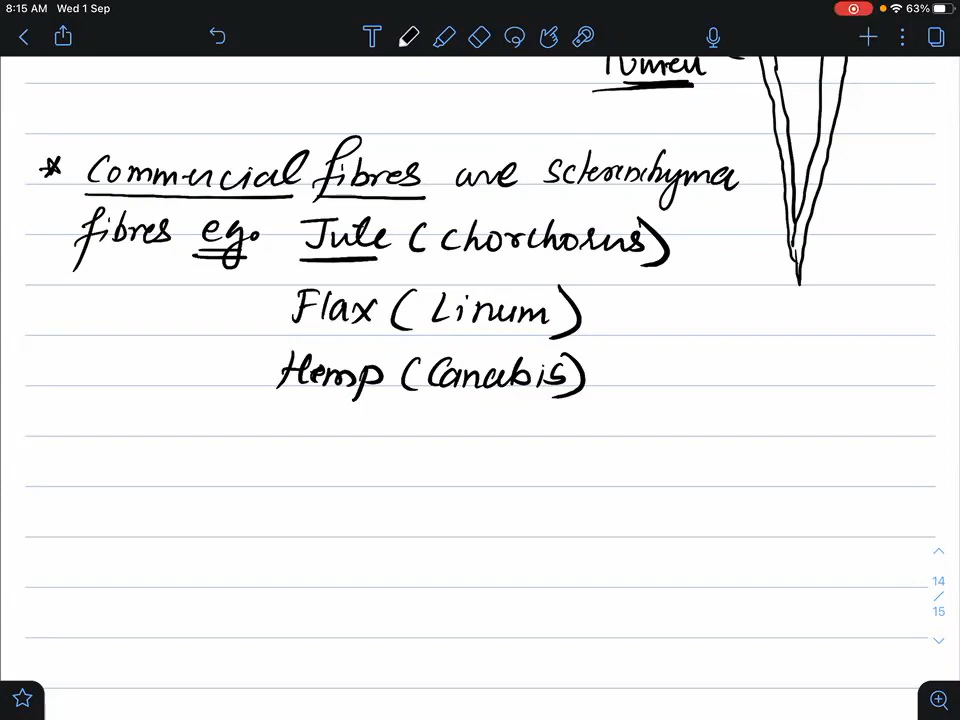 8:15 AM Wed 1 Sep
63%
lumen
* Commercial fibres are sclerenchyma
fibres eg. Jute (Chorchorus)
Flax (Linum)
Hemp (Canabis)
14
/
15